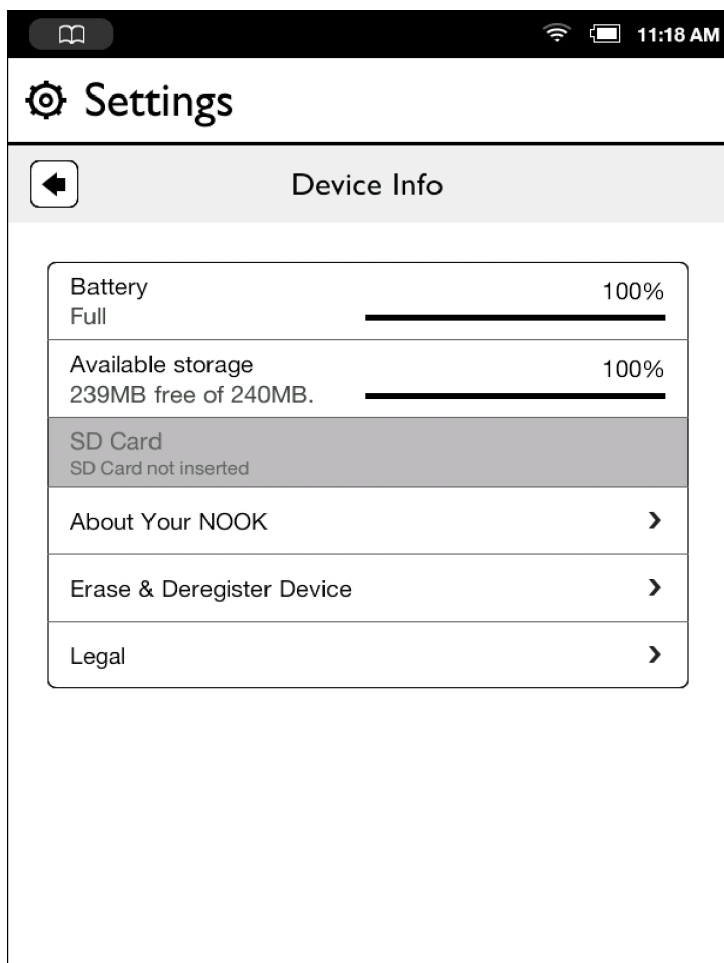 11:18 AM
Settings
Device Info
Battery
100%
Full
Available storage
100%
239MB free of 240MB.
SD Card
SD Card not inserted
About Your NOOK
Erase & Deregister Device
Legal